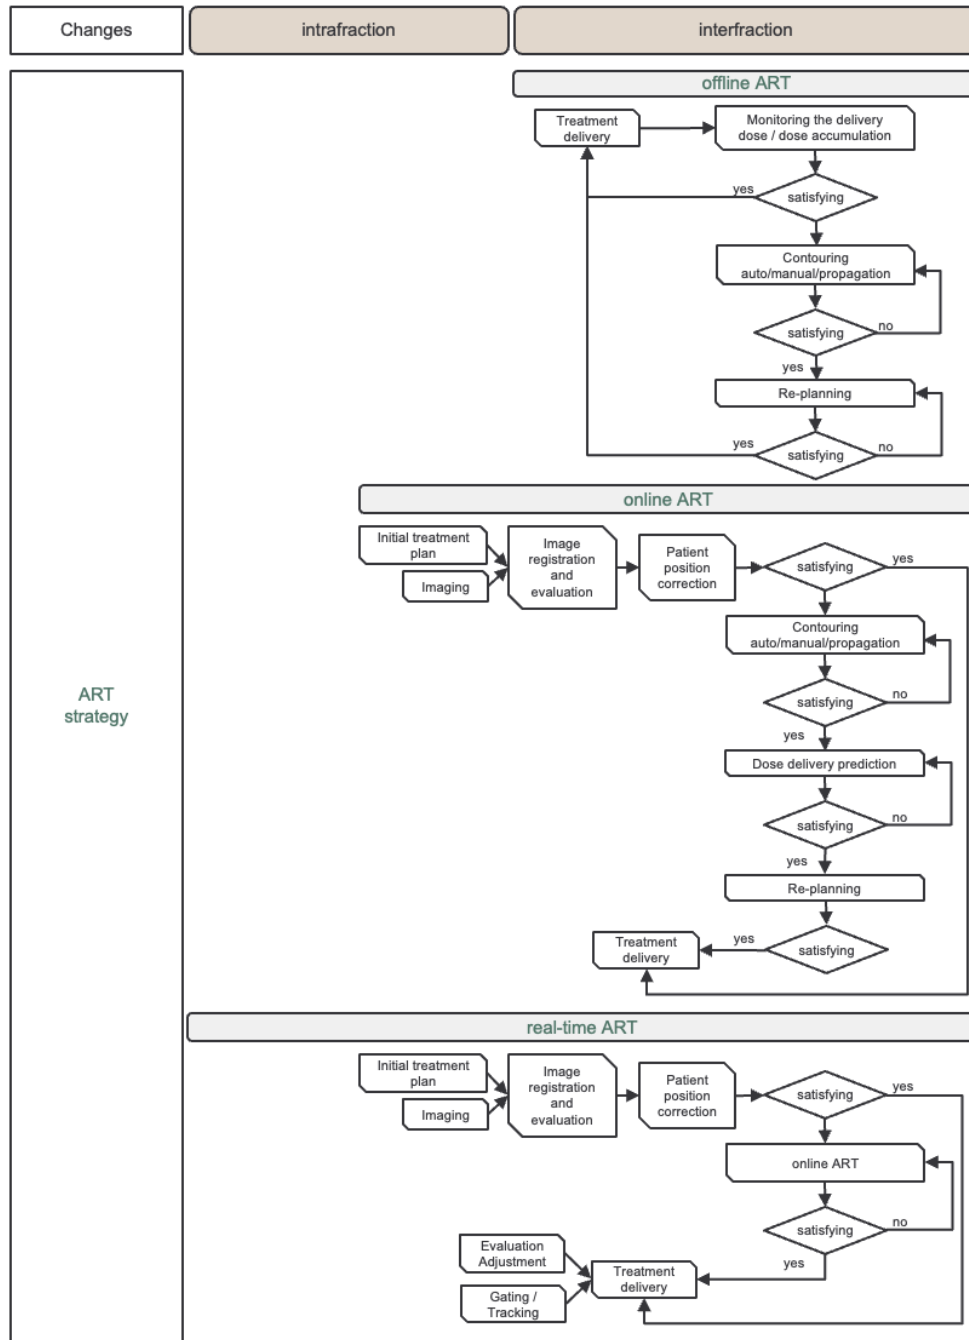 Changes
intrafraction
interfraction
ART
strategy
offline ART
Treatment
delivery
Monitoring the delivery
dose / dose accumulation
yes
satisfying
Contouring
auto/manual/propagation
satisfying
no
yes
Re-planning
yes
satisfying
no
online ART
Initial treatment
plan
Imaging
Image
registration
and
evaluation
Patient
position
correction
satisfying
yes
Contouring
auto/manual/propagation
satisfying
no
yes
Dose delivery prediction
satisfying
no
yes
Re-planning
Treatment
delivery
yes
satisfying
real-time ART
Initial treatment
plan
Imaging
Image
registration
and
evaluation
Patient
position
correction
satisfying
yes
online ART
satisfying
no
yes
Evaluation
Adjustment
Gating /
Tracking
Treatment
delivery